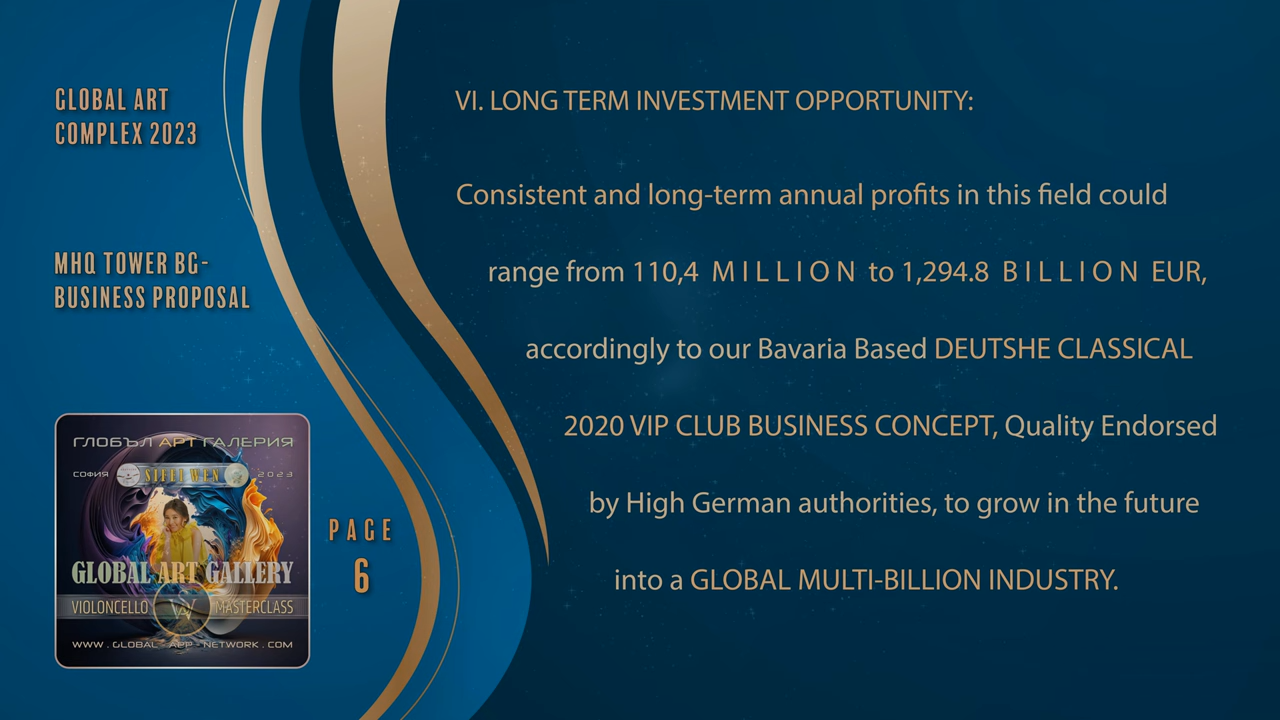 GLOBAL ART
COMPLEX 2023
MHQ TOWER BG-
BUSINESS PROPOSAL
ГЛОБЪЛ АРТ ГАЛЕРИЯ
СОФИЯ
2023
GLOBAL ART GALLERY
VIOLONCELLO
MASTERCLASS
WWW.GLOBAL-APP-NETWORK.COM
PAGE
6
VI. LONG TERM INVESTMENT OPPORTUNITY:
Consistent and long-term annual profits in this field could
range from 110,4 MILLION to 1,294.8 BILLION EUR,
accordingly to our Bavaria Based DEUTSHE CLASSICAL
2020 VIP CLUB BUSINESS CONCEPT, Quality Endorsed
by High German authorities, to grow in the future
into a GLOBAL MULTI-BILLION INDUSTRY.